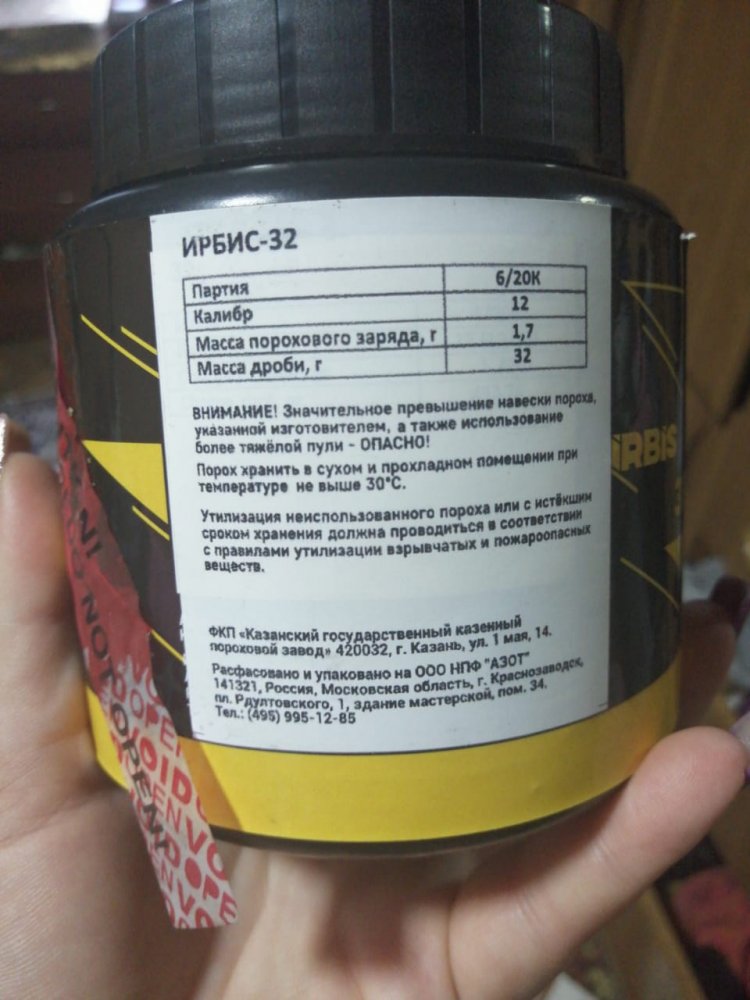 ИРБИС-32
Партия 6/20К
Калибр 12
Масса порохового заряда, г 1,7
Масса дроби, г 32
ВНИМАНИЕ! Значительное превышение навески пороха,
указанной изготовителем, а также использование
более тяжёлой пули - ОПАСНО!
Порох хранить в сухом и прохладном помещении при
температуре не выше 30°С.
Утилизация неиспользованного пороха или с истёкшим
сроком хранения должна проводиться в соответствии
с правилами утилизации взрывчатых и пожароопасных
веществ.
ФКП «Казанский государственный казенный
пороховой завод» 420032, г. Казань, ул. 1 мая, 14.
Расфасовано и упаковано на ООО НПФ "АЗОТ"
141321, Россия, Московская область, г. Краснозаводск,
пл. Рдултовского, 1, здание мастерской, пом. 34.
Тел.: (495) 995-12-85
IRBIS
NOT OPEN